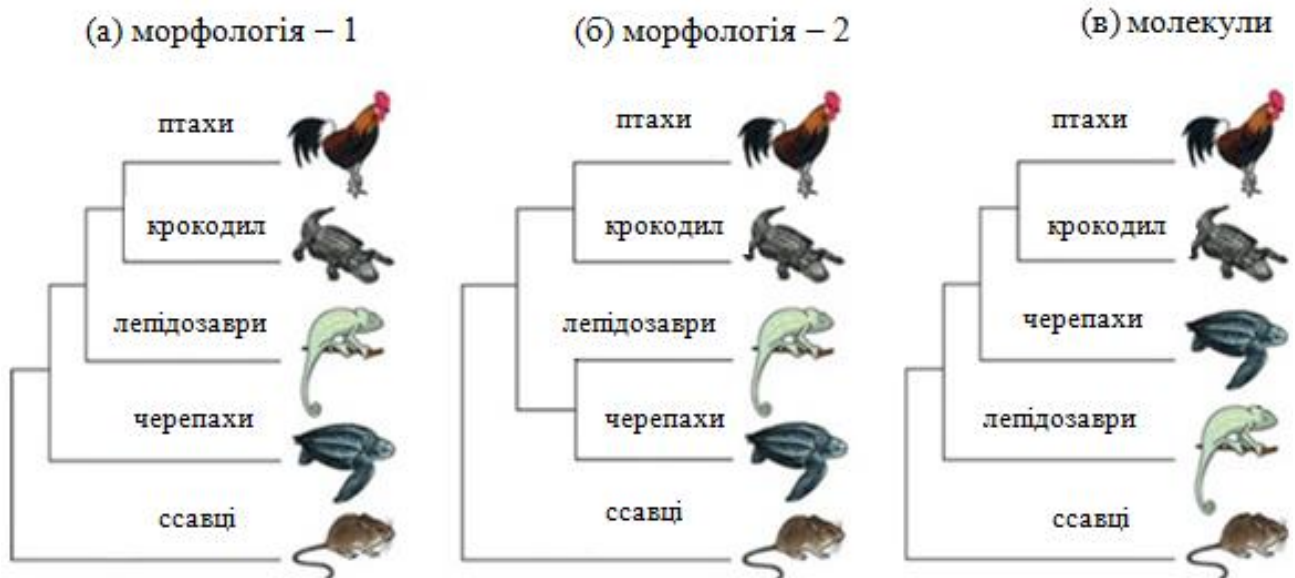 (а) морфологія – 1
птахи
крокодил
лепідозаври
черепахи
ссавці
(б) морфологія – 2
птахи
крокодил
лепідозаври
черепахи
ссавці
(в) молекули
птахи
крокодил
черепахи
лепідозаври
ссавці